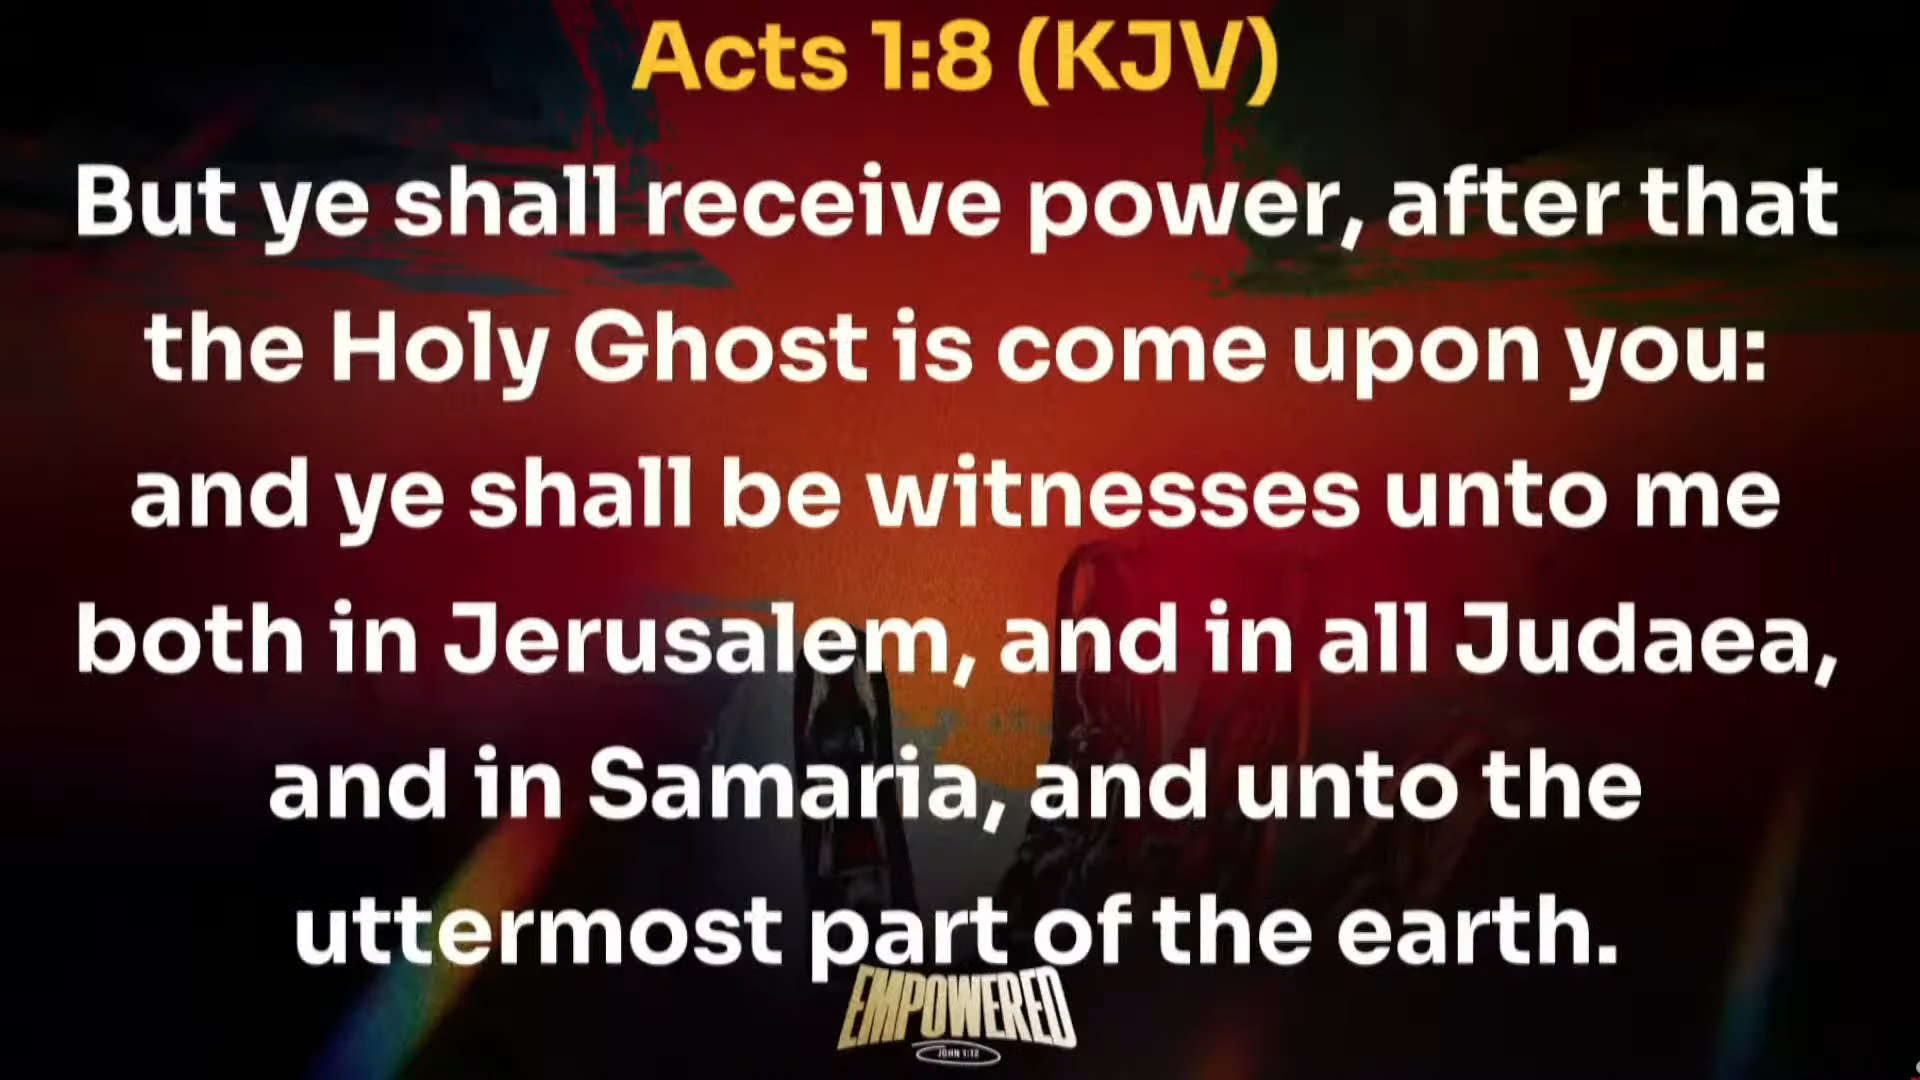 Acts 1:8 (KJV)
But ye shall receive power, after that
the Holy Ghost is come upon you:
and ye shall be witnesses unto me
both in Jerusalem, and in all Judaea,
and in Samaria, and unto the
uttermost part of the earth.
EMPOWERED
JOHN 1:12